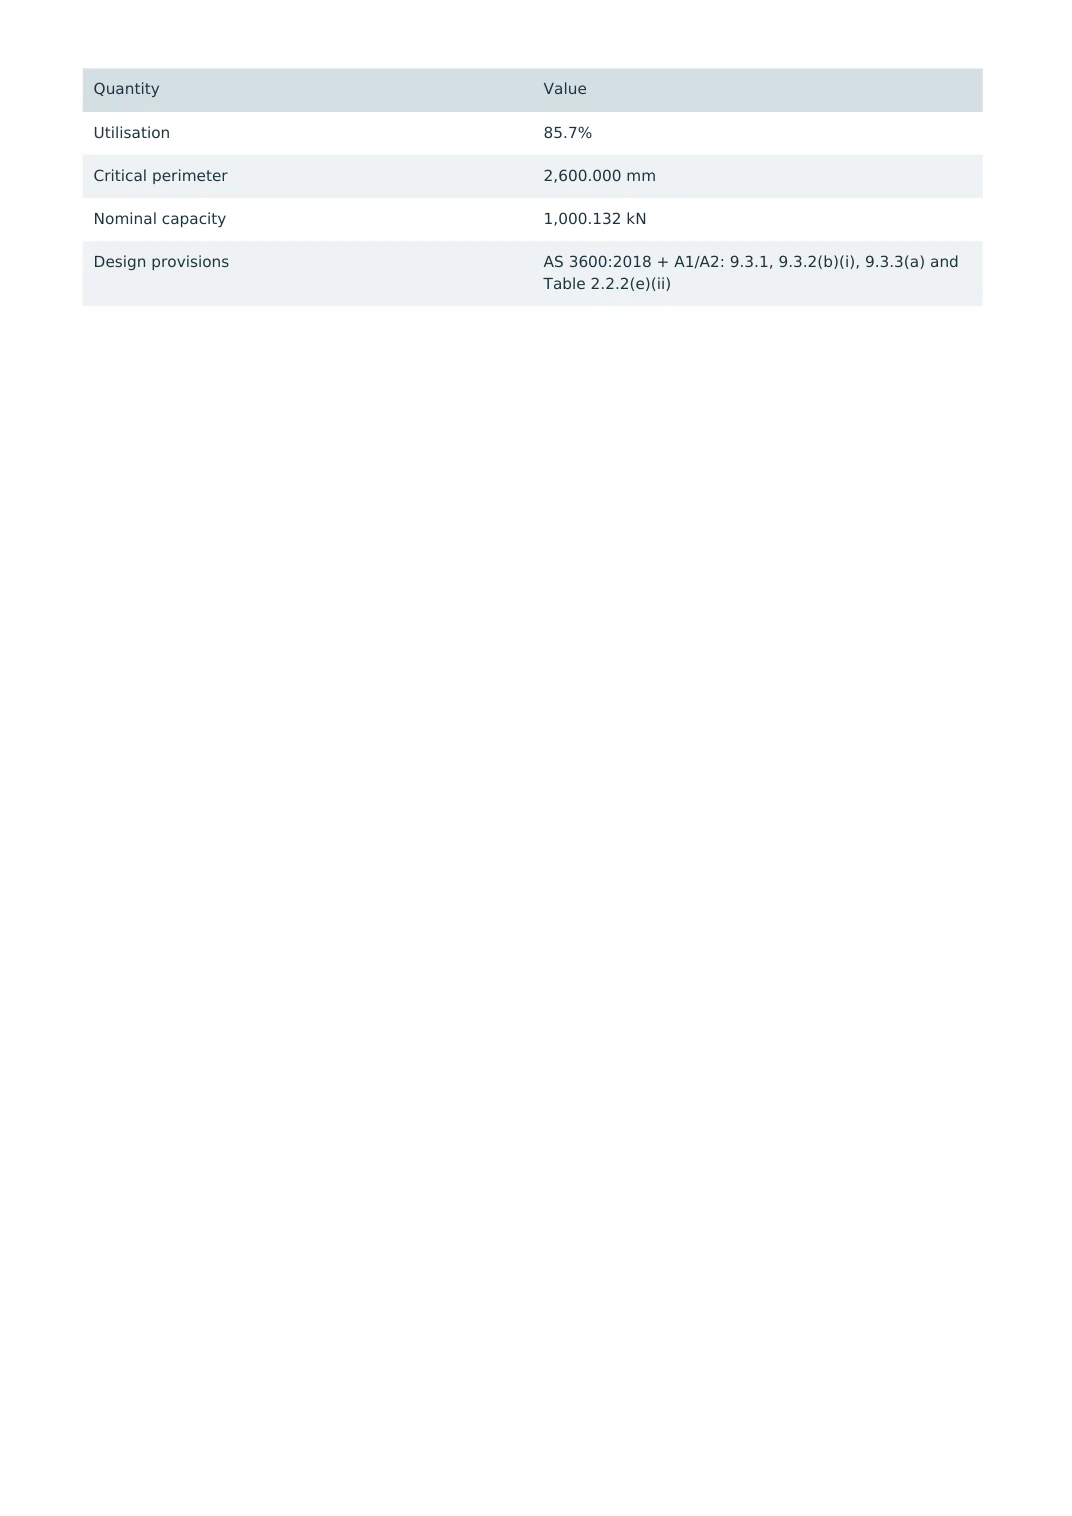 Quantity Value
Utilisation 85.7%
Critical perimeter 2,600.000 mm
Nominal capacity 1,000.132 kN
Design provisions AS 3600:2018 + A1/A2: 9.3.1, 9.3.2(b)(i), 9.3.3(a) and
Table 2.2.2(e)(ii)